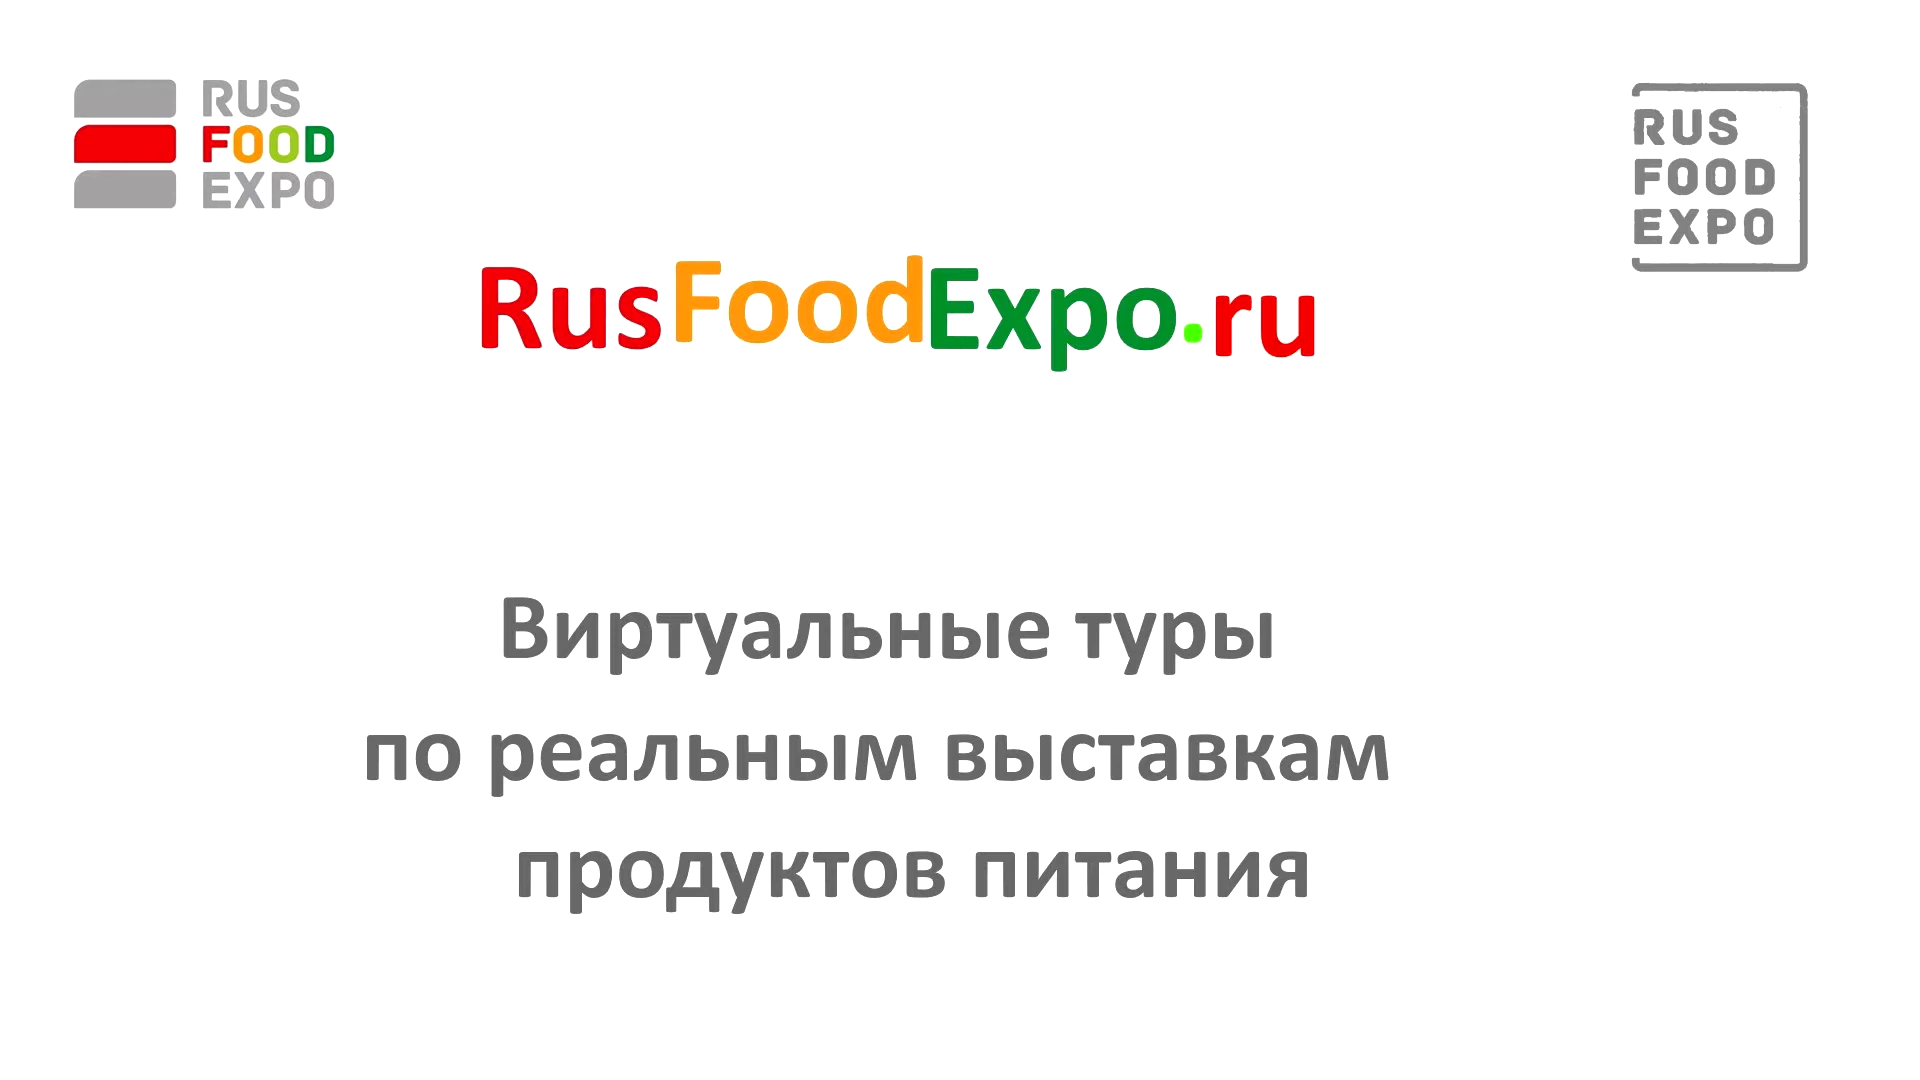 RUS
FOOD
EXPO
RUS
FOOD
EXPO
RusFoodExpo.ru
Виртуальные туры
по реальным выставкам
продуктов питания